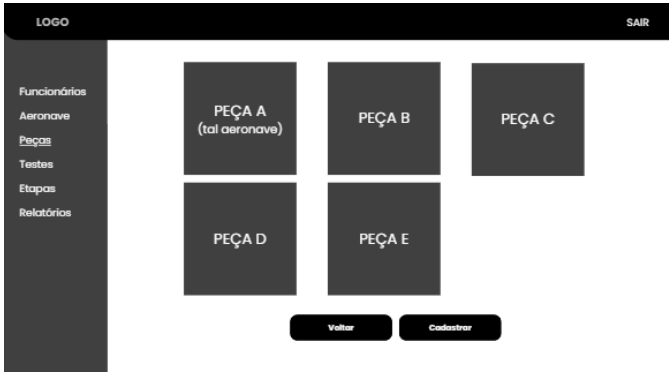 LOGO
SAIR
Funcionários
Aeronave
Peças
Testes
Etapas
Relatórios
PEÇA A
(tal aeronave)
PEÇA B
PEÇA C
PEÇA D
PEÇA E
Voltar
Cadastrar